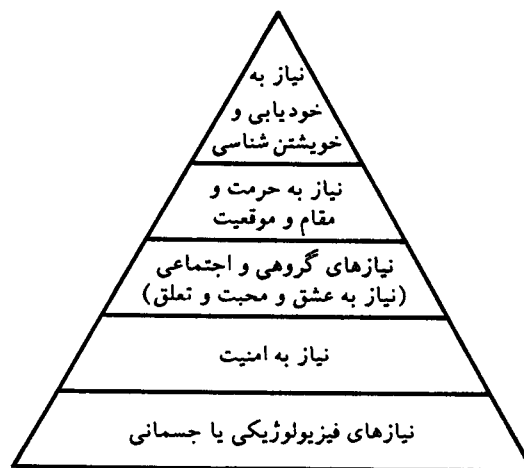 نیاز به
خودیابی و
خویشتن شناسی
نیاز به حرمت و
مقام و موقعیت
نیازهای گروهی و اجتماعی
(نیاز به عشق و محبت و تعلق)
نیاز به امنیت
نیازهای فیزیولوژیکی یا جسمانی